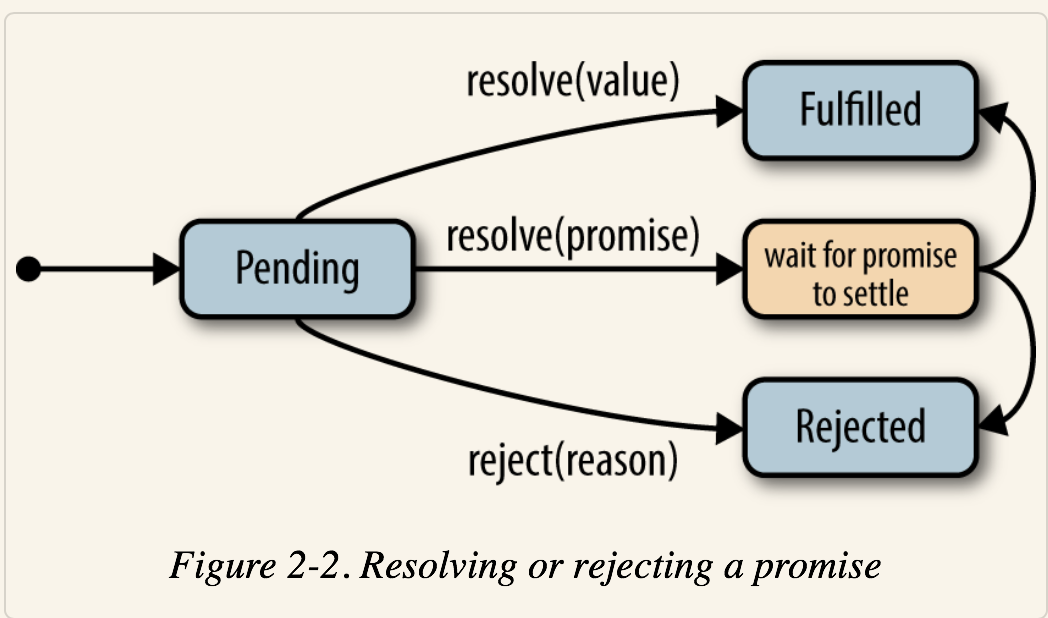 resolve(value)
Fulfilled
Pending
resolve(promise)
wait for promise
to settle
reject(reason)
Rejected
Figure 2-2. Resolving or rejecting a promise